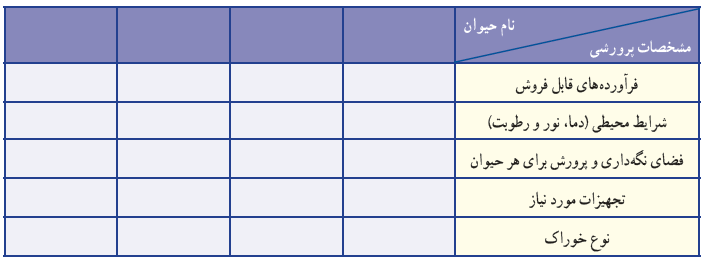 نام حیوان
مشخصات پرورشی
فرآورده‌های قابل فروش
شرایط محیطی (دما، نور و رطوبت)
فضای نگه‌داری و پرورش برای هر حیوان
تجهیزات مورد نیاز
نوع خوراک